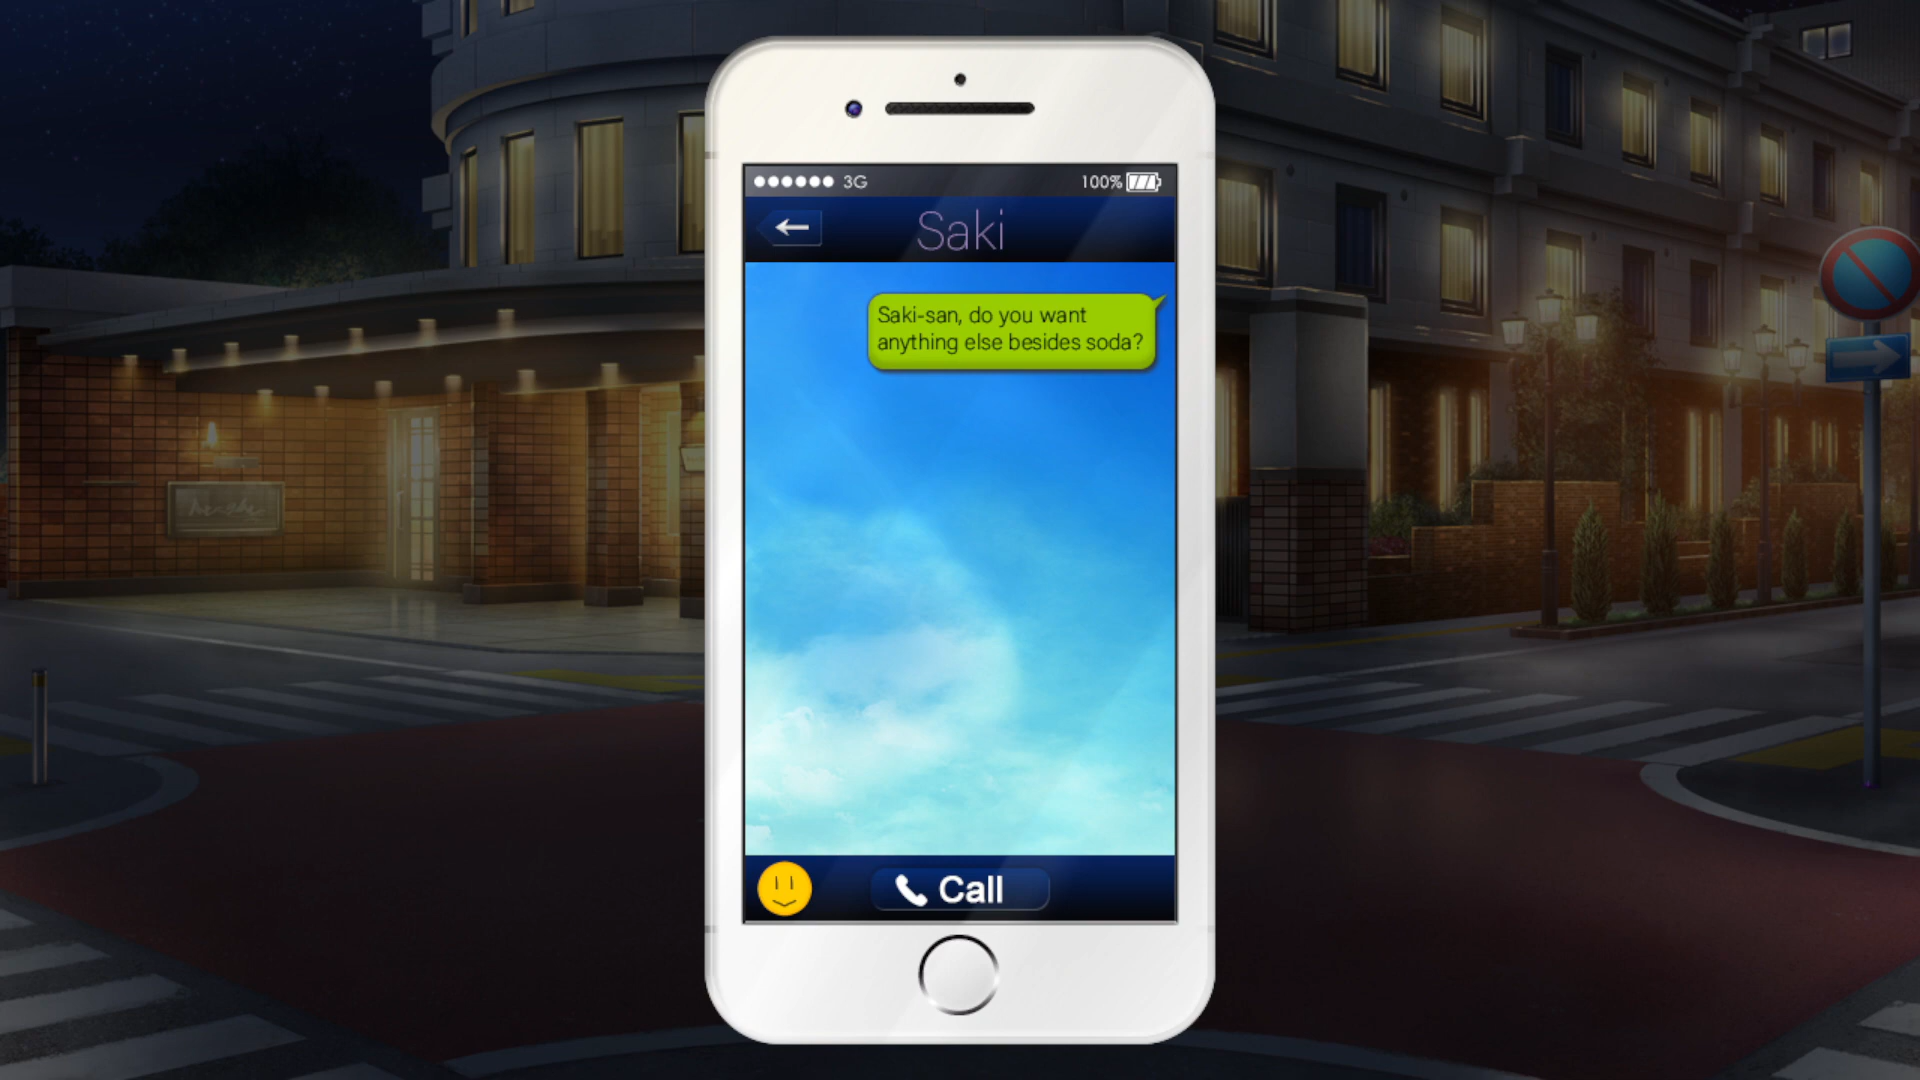 3G
100%
Saki
Saki-san, do you want
anything else besides soda?
Call